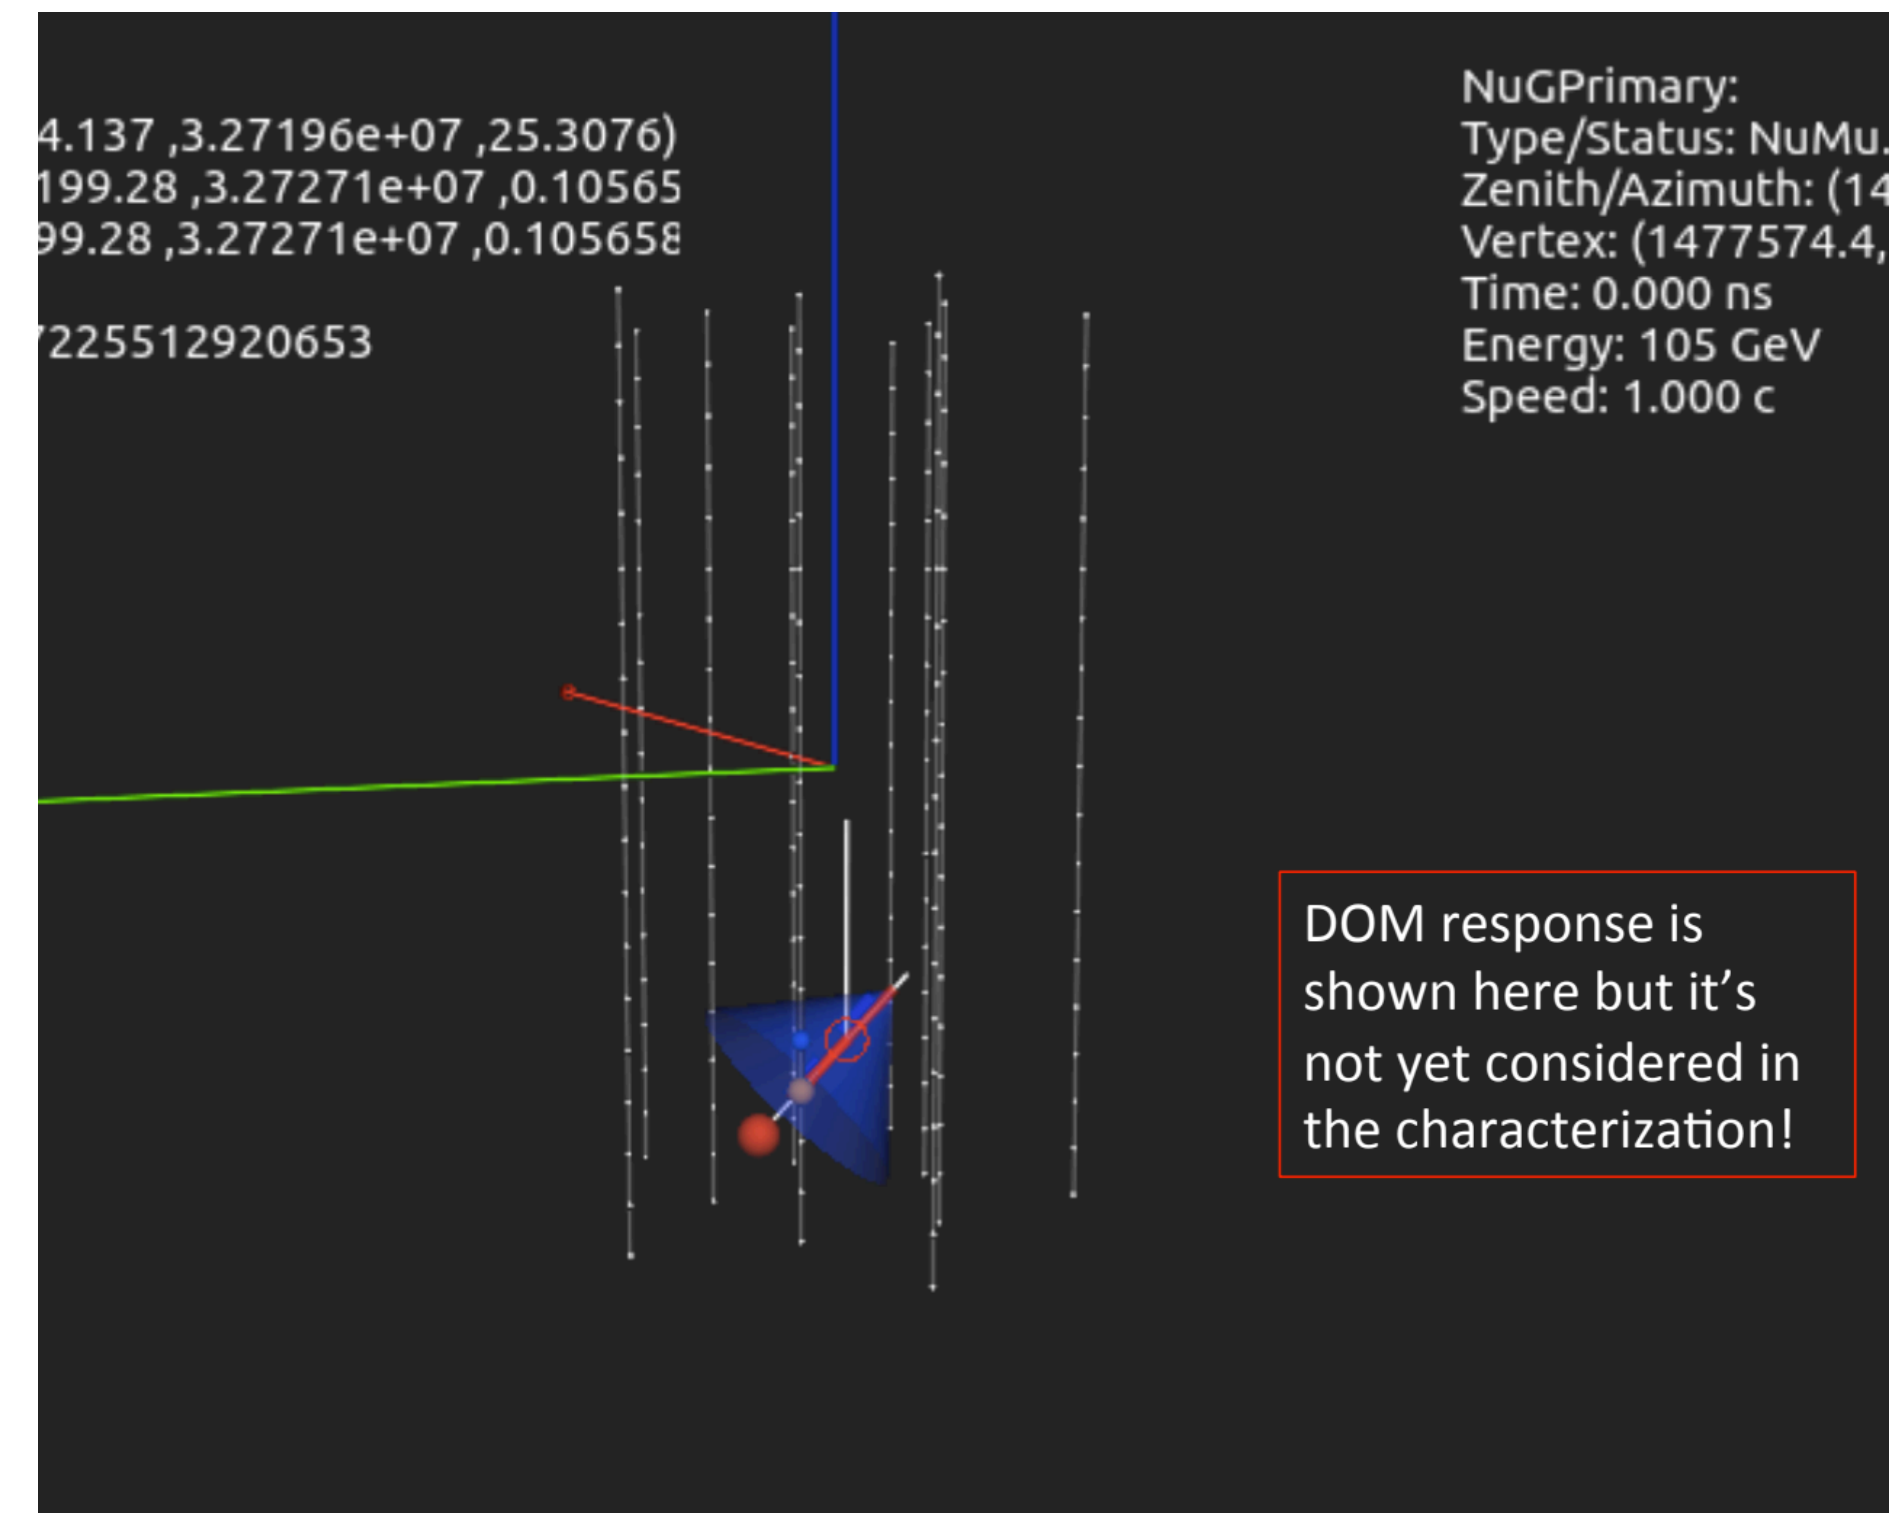 4.137 ,3.27196e+07 ,25.3076)
199.28 ,3.27271e+07 ,0.10565
99.28 ,3.27271e+07 ,0.105658
7225512920653
NuGPrimary:
Type/Status: NuMu.
Zenith/Azimuth: (14
Vertex: (1477574.4,
Time: 0.000 ns
Energy: 105 GeV
Speed: 1.000 c
DOM response is
shown here but it’s
not yet considered in
the characterization!